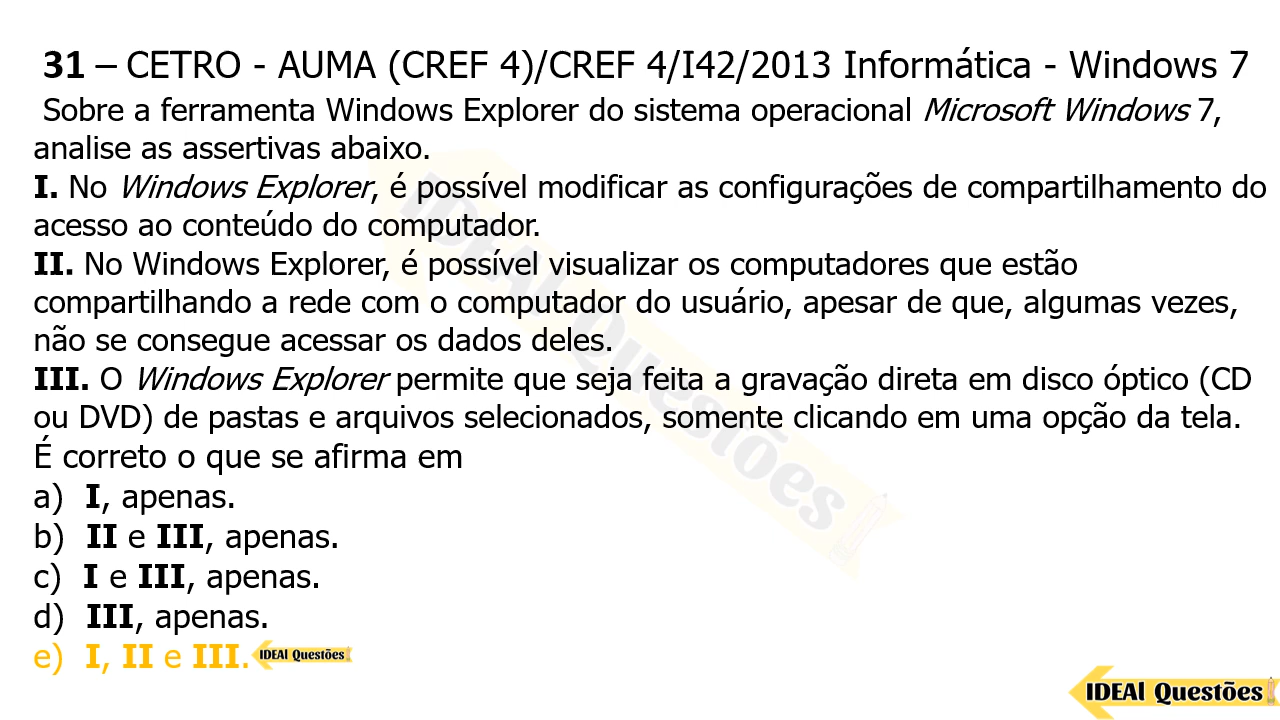 31 – CETRO - AUMA (CREF 4)/CREF 4/I42/2013 Informática - Windows 7
Sobre a ferramenta Windows Explorer do sistema operacional Microsoft Windows 7,
analise as assertivas abaixo.
I. No Windows Explorer, é possível modificar as configurações de compartilhamento do
acesso ao conteúdo do computador.
II. No Windows Explorer, é possível visualizar os computadores que estão
compartilhando a rede com o computador do usuário, apesar de que, algumas vezes,
não se consegue acessar os dados deles.
III. O Windows Explorer permite que seja feita a gravação direta em disco óptico (CD
ou DVD) de pastas e arquivos selecionados, somente clicando em uma opção da tela.
É correto o que se afirma em
a) I, apenas.
b) II e III, apenas.
c) I e III, apenas.
d) III, apenas.
e) I, II e III. IDEAl Questões
IDEAl Questões
IDEAl Questões